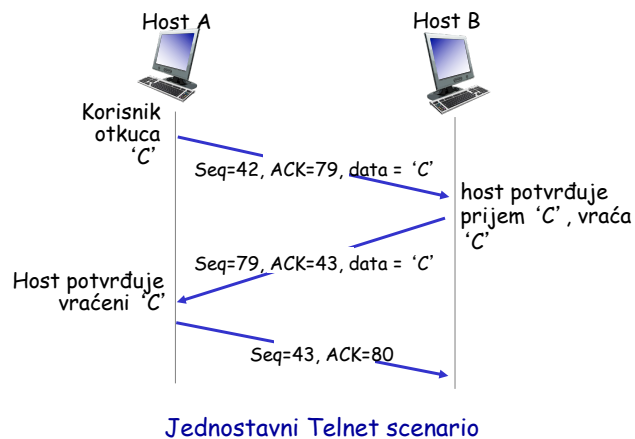 Host A
Host B
Korisnik
otkuca
‘C’
Seq=42, ACK=79, data = ‘C’
host potvrđuje
prijem ‘C’ , vraća
‘C’
Seq=79, ACK=43, data = ‘C’
Host potvrđuje
vraćeni ‘C’
Seq=43, ACK=80
Jednostavni Telnet scenario